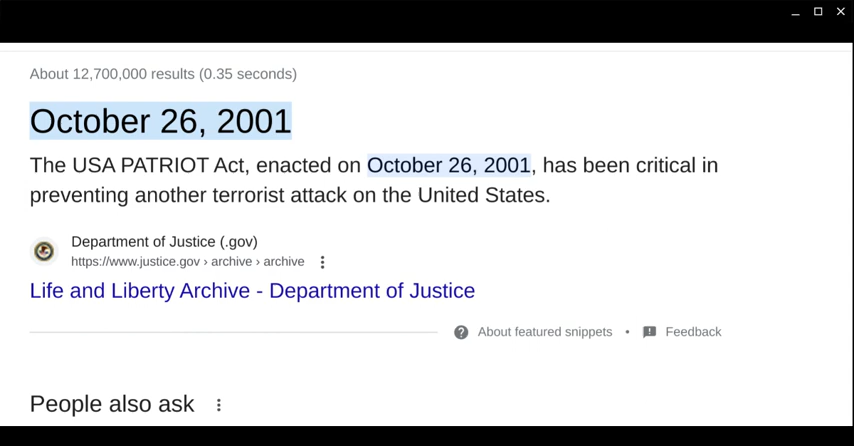 About 12,700,000 results (0.35 seconds)
October 26, 2001
The USA PATRIOT Act, enacted on October 26, 2001, has been critical in
preventing another terrorist attack on the United States.
Department of Justice (.gov)
https://www.justice.gov › archive › archive
Life and Liberty Archive - Department of Justice
About featured snippets • Feedback
People also ask